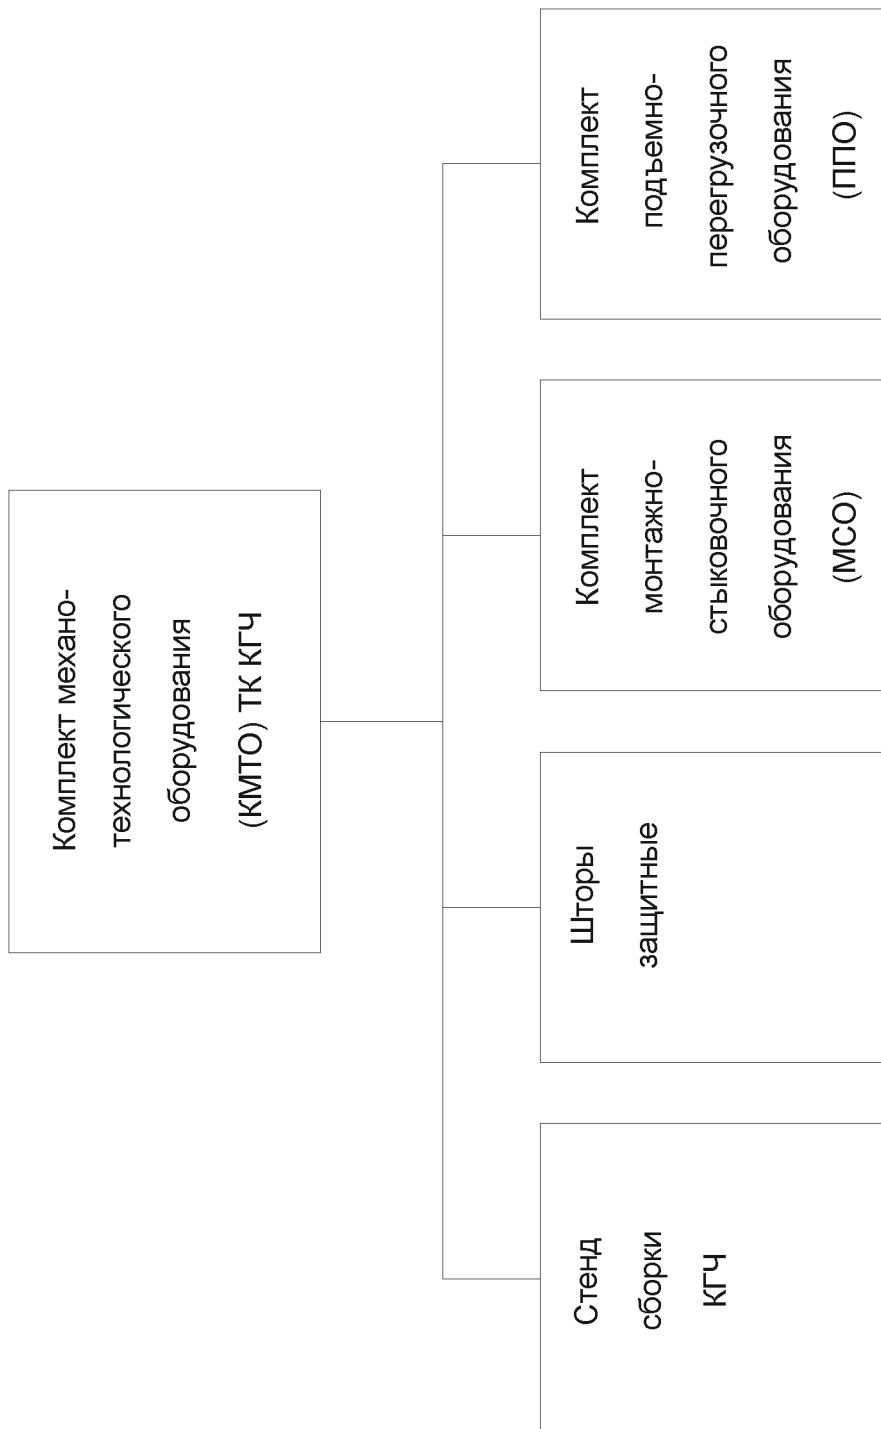 Комплект механо-
технологического
оборудования
(КМТО) ТК КГЧ
Стенд
сборки
КГЧ
Шторы
защитные
Комплект
монтажно-
стыковочного
оборудования
(МСО)
Комплект
подъемно-
перегрузочного
оборудования
(ППО)